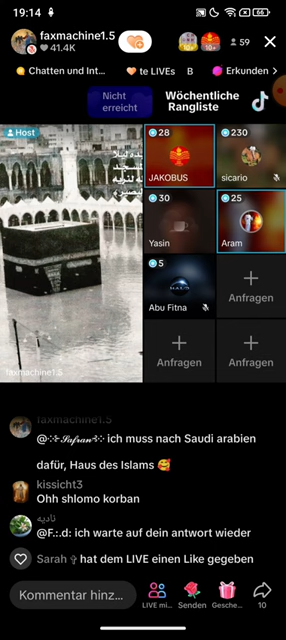 19:14
66
faxmachine1.5
41.4K
10+
59
Chatten und Int...
te LIVEs
B
Erkunden >
Nicht erreicht
Wöchentliche Rangliste
Host
28
JAKOBUS
230
sicario
30
Yasin
25
Aram
5
Abu Fitna
Anfragen
Anfragen
Anfragen
faxmachine1.5
faxmachine1.5
@⊹Safran⊹ ich muss nach Saudi arabien
dafür, Haus des Islams 🥰
kissicht3
Ohh shlomo korban
نادیه
@F.:.d: ich warte auf dein antwort wieder
Sarah ✞ hat dem LIVE einen Like gegeben
Kommentar hinz...
LIVE mi...
Senden
Gesche...
10